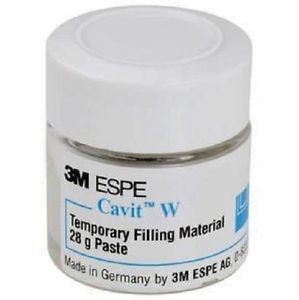 3M ESPE
Cavit™ W
Temporary Filling Material
28 g Paste
Made in Germany by 3M ESPE AG,